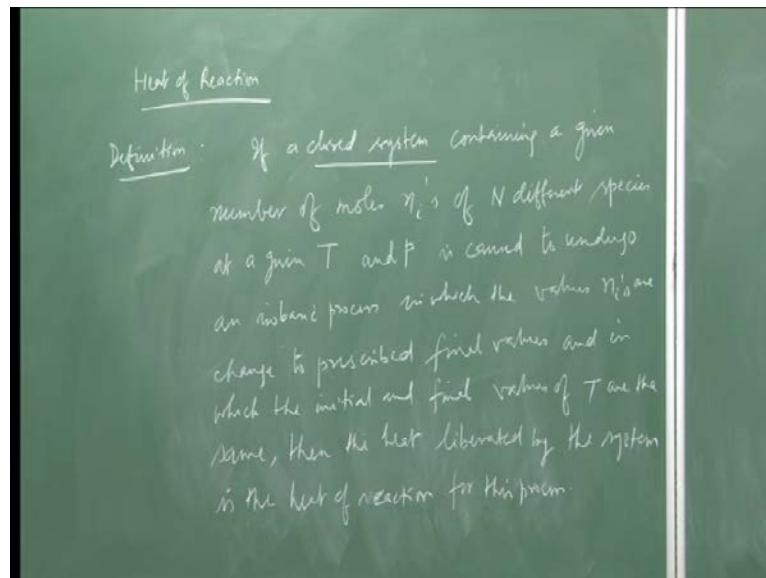 Heat of Reaction
Definition : If a closed system containing a given
number of moles ni's of N different species
at a given T and P is caused to undergo
an isobaric process in which the values ni's are
change to prescribed final values and in
which the initial and final values of T are the
same, then the heat liberated by the system
is the heat of reaction for this process.